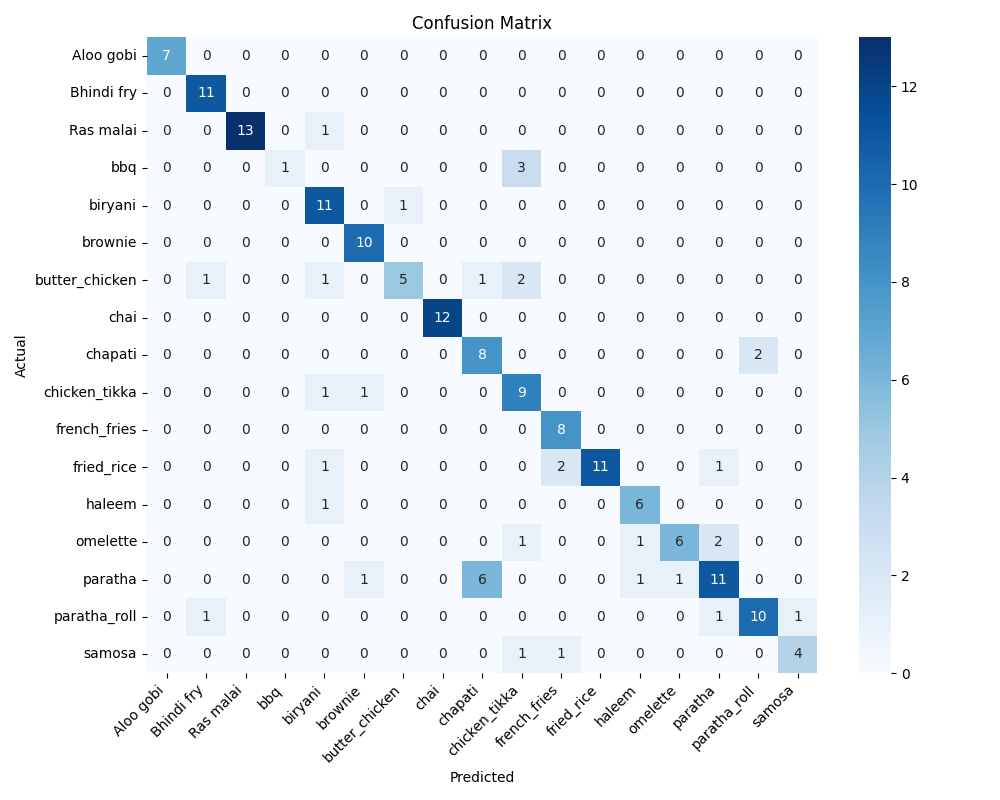 Confusion Matrix
Aloo gobi 7 0 0 0 0 0 0 0 0 0 0 0 0 0 0 0 0
Bhindi fry 0 11 0 0 0 0 0 0 0 0 0 0 0 0 0 0 0
Ras malai 0 0 13 0 1 0 0 0 0 0 0 0 0 0 0 0 0
bbq 0 0 0 1 0 0 0 0 0 3 0 0 0 0 0 0 0
biryani 0 0 0 0 11 0 1 0 0 0 0 0 0 0 0 0 0
brownie 0 0 0 0 0 10 0 0 0 0 0 0 0 0 0 0 0
butter_chicken 0 1 0 0 1 0 5 0 1 2 0 0 0 0 0 0 0
chai 0 0 0 0 0 0 0 12 0 0 0 0 0 0 0 0 0
chapati 0 0 0 0 0 0 0 0 8 0 0 0 0 0 0 2 0
chicken_tikka 0 0 0 0 1 1 0 0 0 9 0 0 0 0 0 0 0
french_fries 0 0 0 0 0 0 0 0 0 0 8 0 0 0 0 0 0
fried_rice 0 0 0 0 1 0 0 0 0 0 2 11 0 0 1 0 0
haleem 0 0 0 0 1 0 0 0 0 0 0 0 6 0 0 0 0
omelette 0 0 0 0 0 0 0 0 0 1 0 0 1 6 2 0 0
paratha 0 0 0 0 0 1 0 0 6 0 0 0 1 1 11 0 0
paratha_roll 0 1 0 0 0 0 0 0 0 0 0 0 0 0 1 10 1
samosa 0 0 0 0 0 0 0 0 0 1 1 0 0 0 0 0 4
Actual
Aloo gobi Bhindi fry Ras malai bbq biryani brownie butter_chicken chai chapati chicken_tikka french_fries fried_rice haleem omelette paratha paratha_roll samosa
Predicted
12
10
8
6
4
2
0